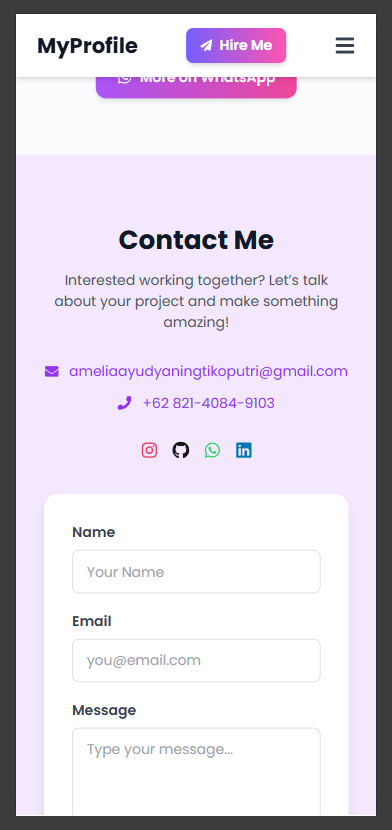 MyProfile
Hire Me
More on WhatsApp
Contact Me
Interested working together? Let’s talk
about your project and make something
amazing!
ameliaayudyaningtikoputri@gmail.com
+62 821-4084-9103
Name
Your Name
Email
you@email.com
Message
Type your message...